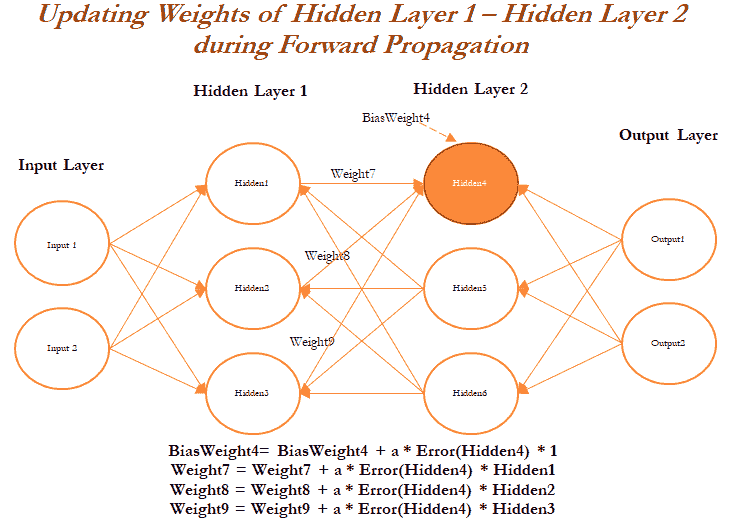 Updating Weights of Hidden Layer 1 – Hidden Layer 2
during Forward Propagation
Hidden Layer 1
Hidden Layer 2
BiasWeight4
Output Layer
Input Layer
Weight7
Hidden1
Hidden4
Input 1
Output1
Weight8
Hidden2
Hidden5
Weight9
Input 2
Output2
Hidden3
Hidden6
BiasWeight4= BiasWeight4 + a * Error(Hidden4) * 1
Weight7 = Weight7 + a * Error(Hidden4) * Hidden1
Weight8 = Weight8 + a * Error(Hidden4) * Hidden2
Weight9 = Weight9 + a * Error(Hidden4) * Hidden3